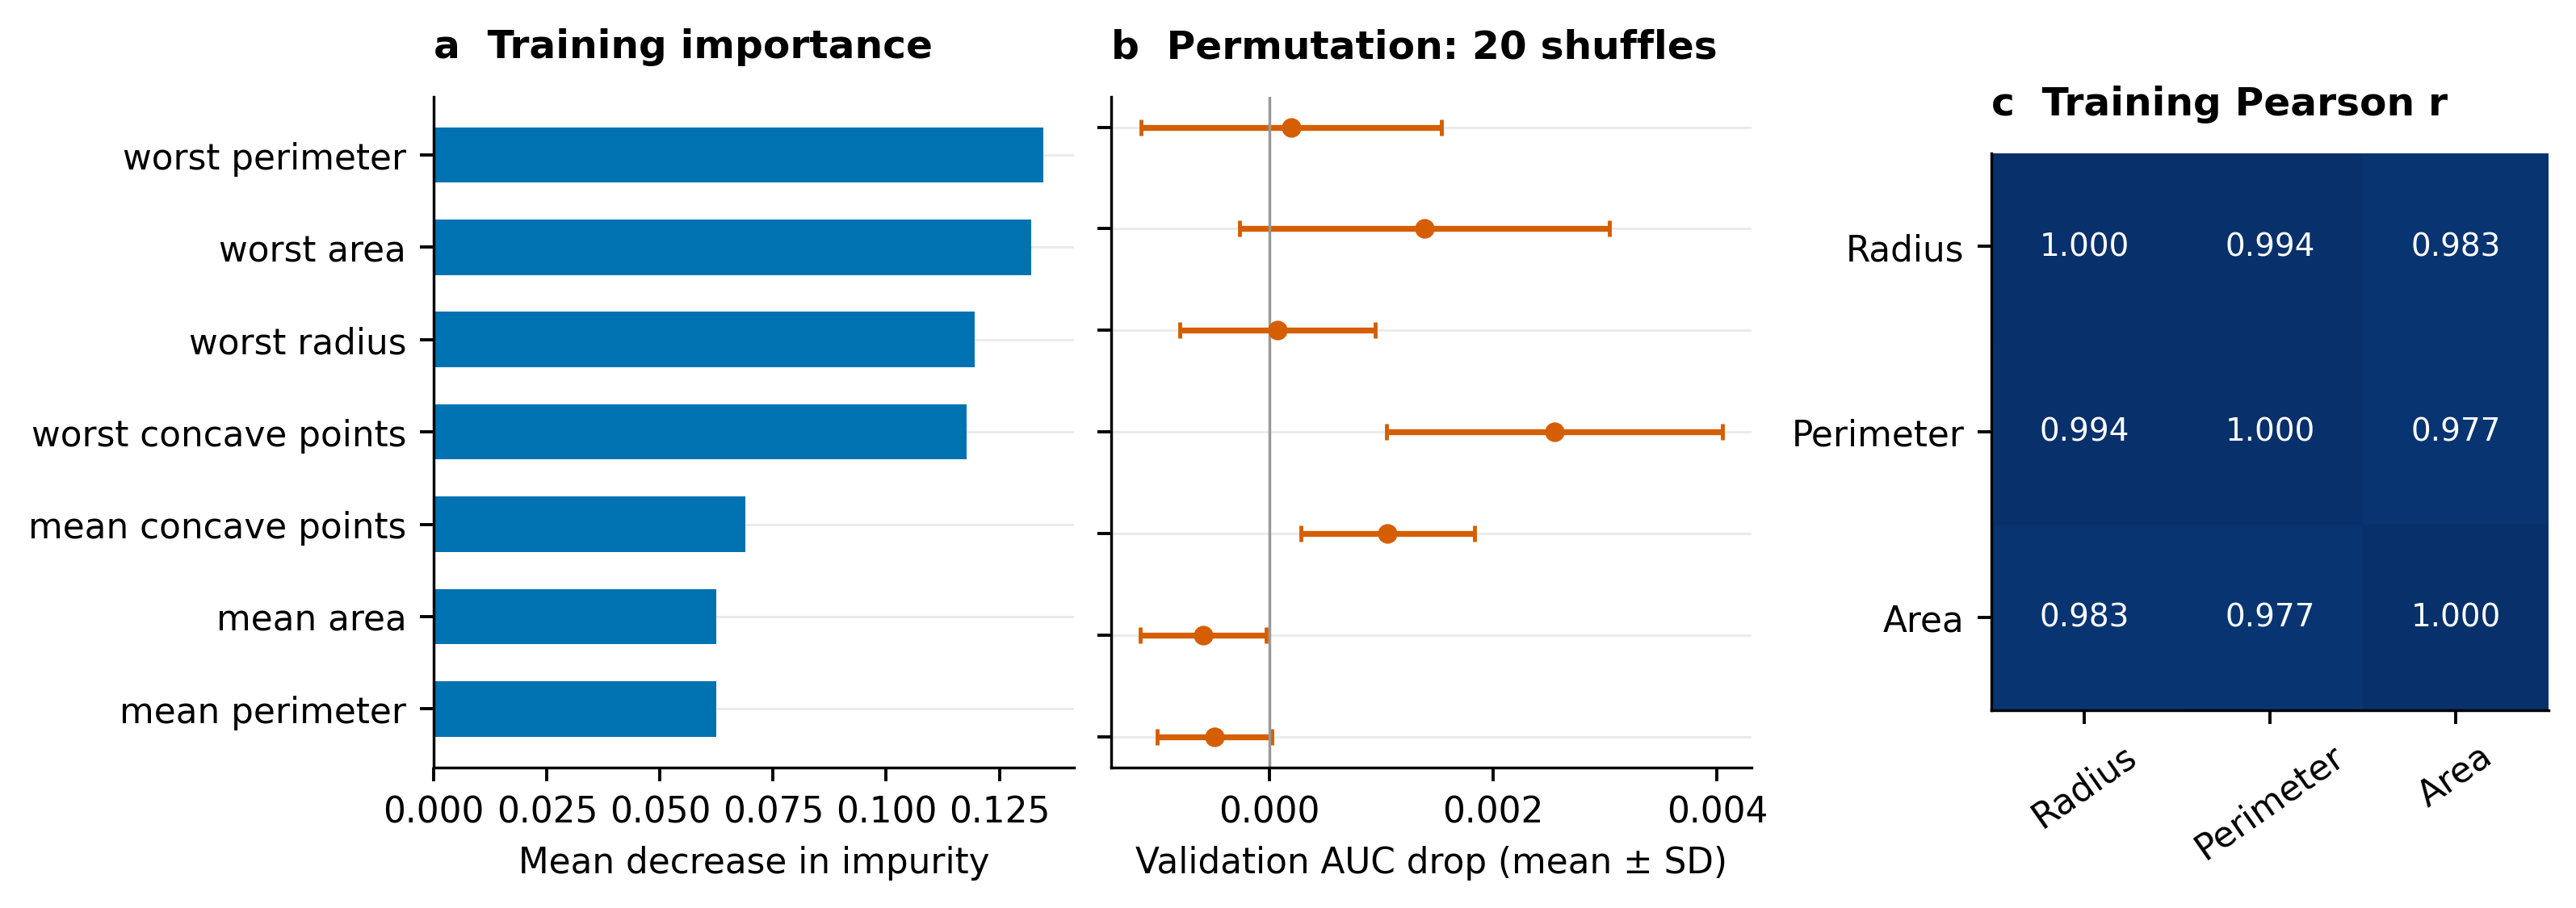 a Training importance
worst perimeter
worst area
worst radius
worst concave points
mean concave points
mean area
mean perimeter
0.000 0.025 0.050 0.075 0.100 0.125
Mean decrease in impurity
b Permutation: 20 shuffles
0.000 0.002 0.004
Validation AUC drop (mean ± SD)
c Training Pearson r
Radius 1.000 0.994 0.983
Perimeter 0.994 1.000 0.977
Area 0.983 0.977 1.000
Radius Perimeter Area